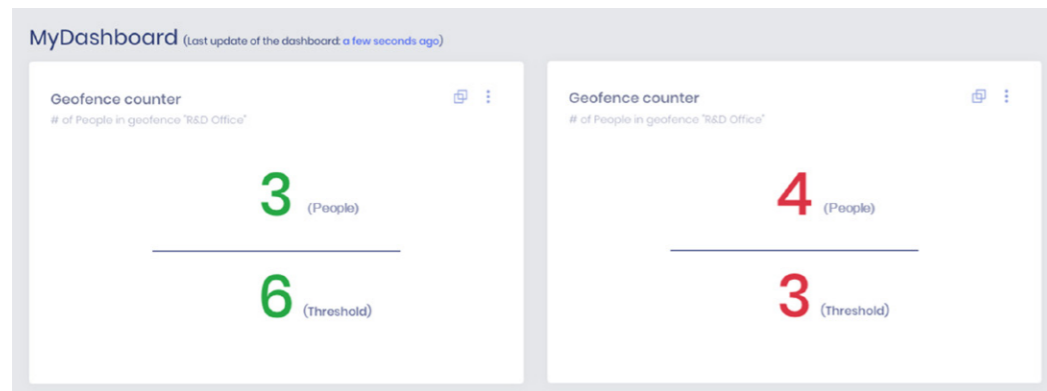 MyDashboard (Last update of the dashboard: a few seconds ago)
Geofence counter
# of People in geofence "R&D Office"
3 (People)
6 (Threshold)
Geofence counter
# of People in geofence "R&D Office"
4 (People)
3 (Threshold)